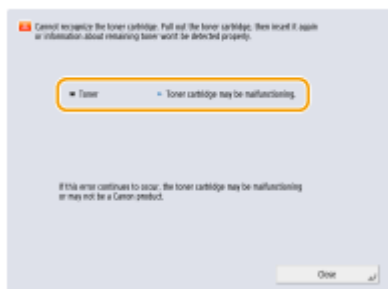 Cannot recognize the toner cartridge. Pull out the toner cartridge, then insert it again
or information about remaining toner won't be detected properly.
■ Toner ■ Toner cartridge may be malfunctioning.
If this error continues to occur, the toner cartridge may be malfunctioning
or may not be a Canon product.
Close